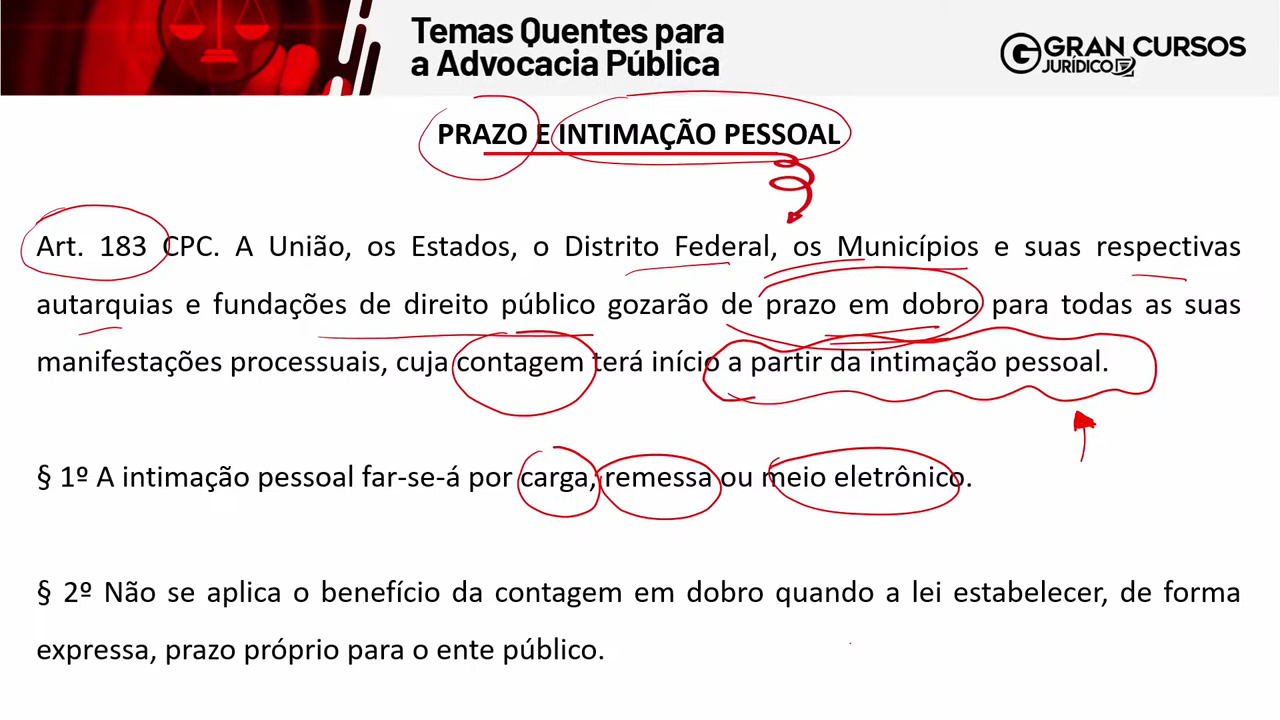 Temas Quentes para
a Advocacia Pública
GRAN CURSOS
JURÍDICO
PRAZO E INTIMAÇÃO PESSOAL
Art. 183 CPC. A União, os Estados, o Distrito Federal, os Municípios e suas respectivas
autarquias e fundações de direito público gozarão de prazo em dobro para todas as suas
manifestações processuais, cuja contagem terá início a partir da intimação pessoal.
§ 1º A intimação pessoal far-se-á por carga, remessa ou meio eletrônico.
§ 2º Não se aplica o benefício da contagem em dobro quando a lei estabelecer, de forma
expressa, prazo próprio para o ente público.